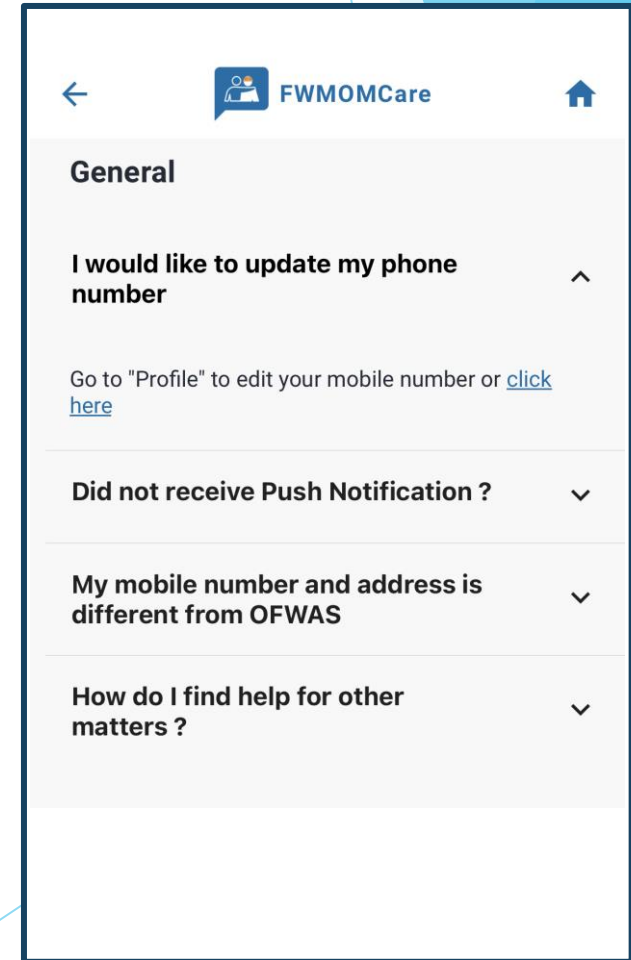 FWMOMCare
General
I would like to update my phone
number
Go to "Profile" to edit your mobile number or click
here
Did not receive Push Notification ?
My mobile number and address is
different from OFWAS
How do I find help for other
matters ?